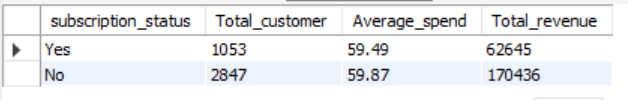 subscription_status Total_customer Average_spend Total_revenue
Yes 1053 59.49 62645
No 2847 59.87 170436